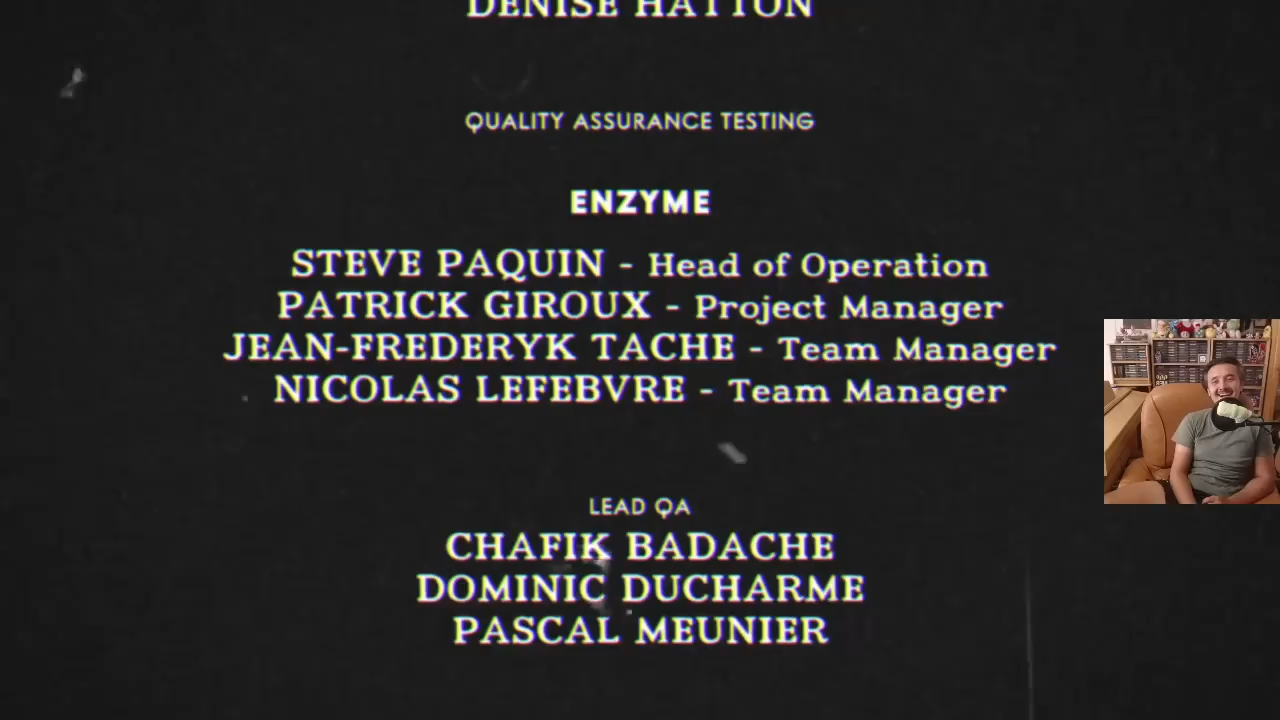 DENISE HATTON
QUALITY ASSURANCE TESTING
ENZYME
STEVE PAQUIN - Head of Operation
PATRICK GIROUX - Project Manager
JEAN-FREDERYK TACHE - Team Manager
NICOLAS LEFEBVRE - Team Manager
LEAD QA
CHAFIK BADACHE
DOMINIC DUCHARME
PASCAL MEUNIER